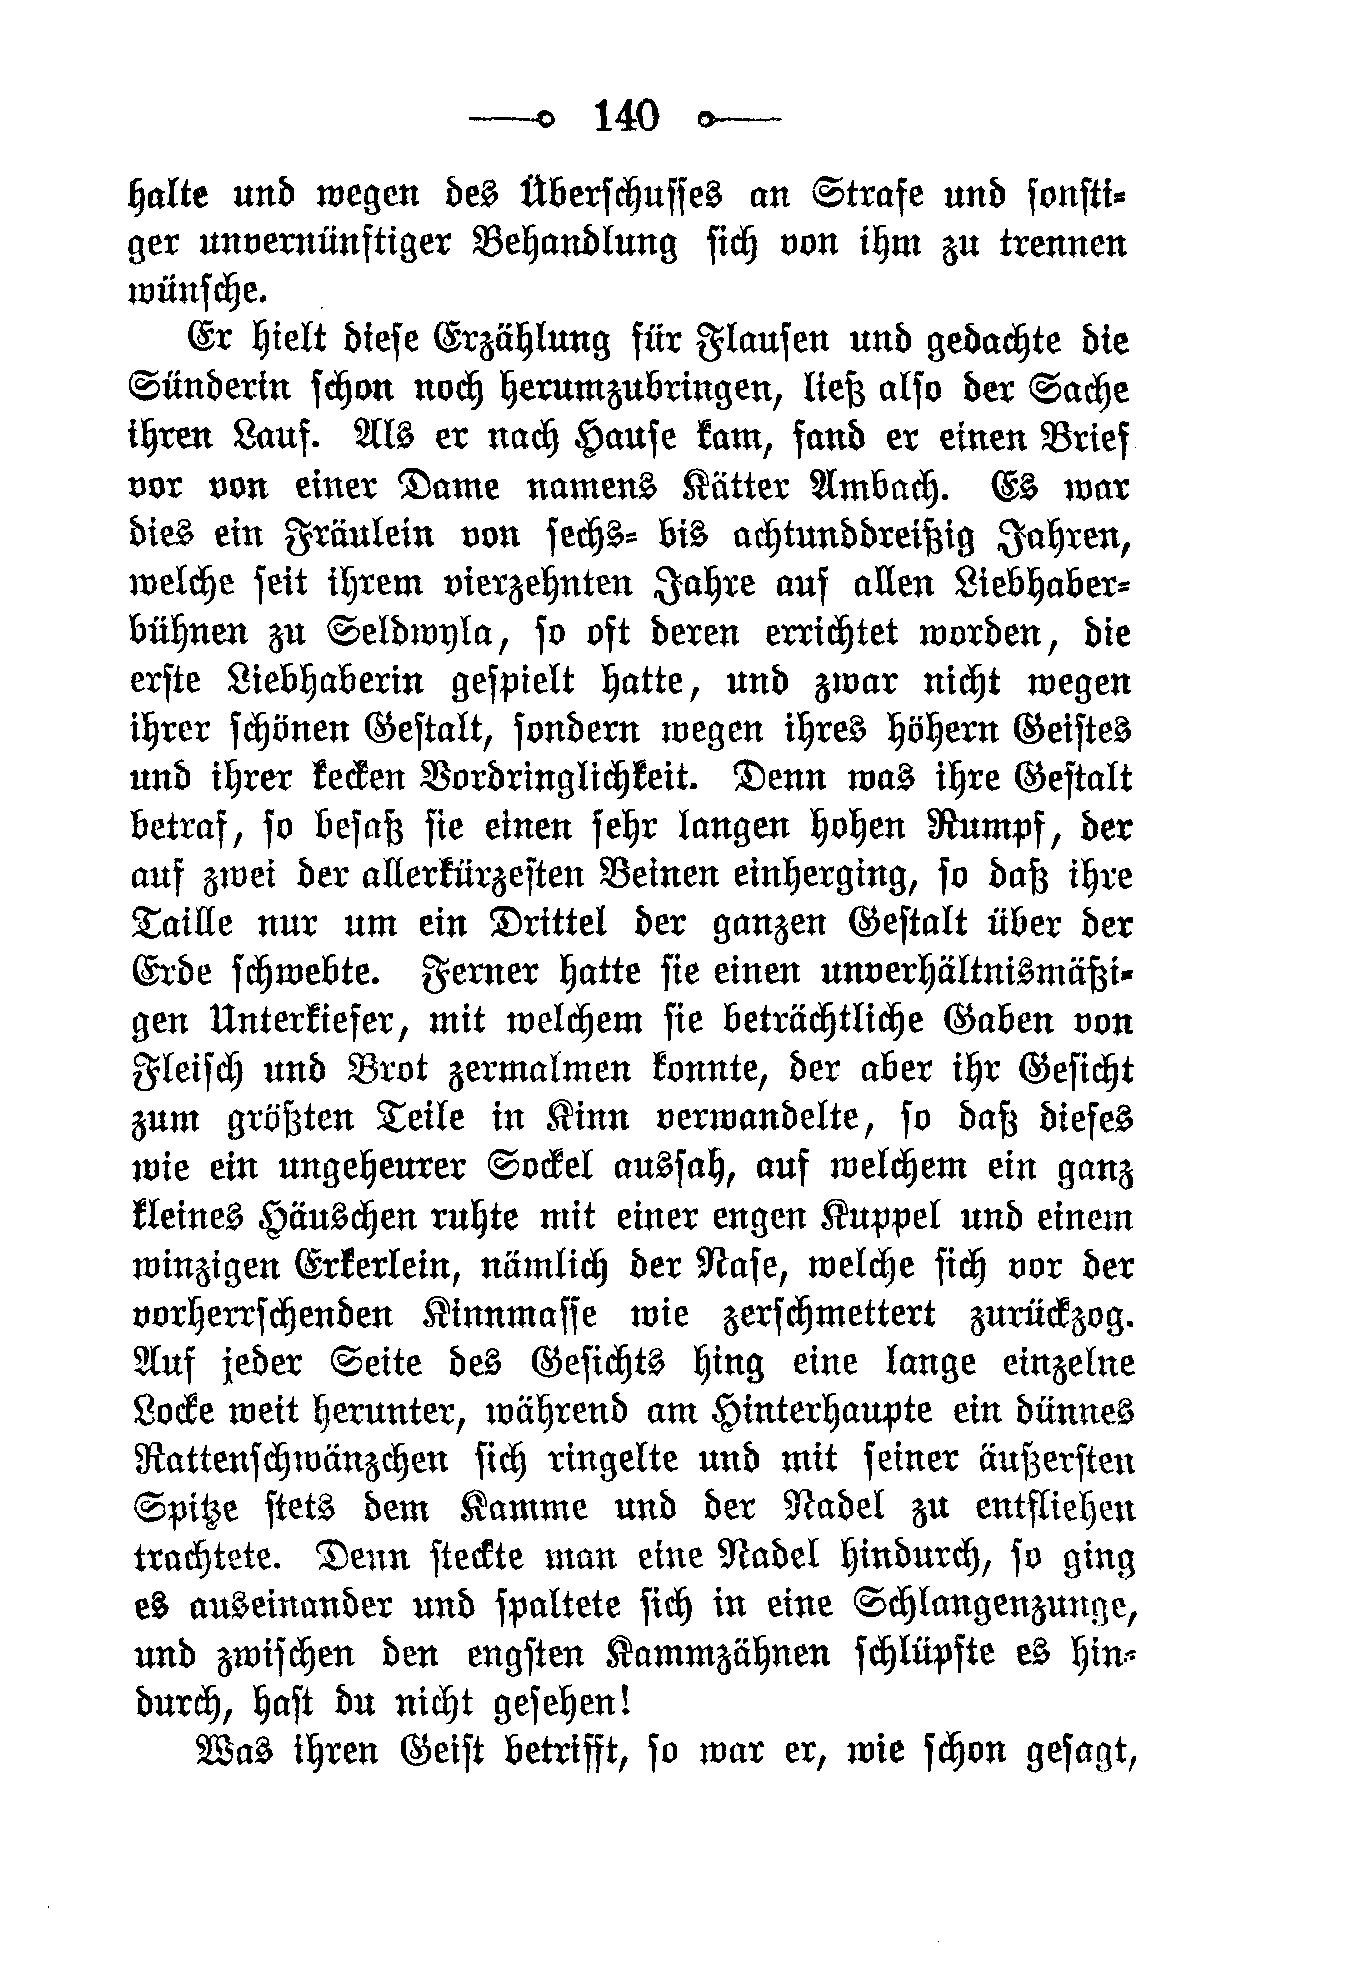 140
halte und wegen des Überschusses an Strafe und sonsti-
ger unvernünftiger Behandlung sich von ihm zu trennen
wünsche.
Er hielt diese Erzählung für Flausen und gedachte die
Sünderin schon noch herumzubringen, ließ also der Sache
ihren Lauf. Als er nach Hause kam, fand er einen Brief
vor von einer Dame namens Kätter Ambach. Es war
dies ein Fräulein von sechs- bis achtunddreißig Jahren,
welche seit ihrem vierzehnten Jahre auf allen Liebhaber-
bühnen zu Seldwyla, so oft deren errichtet worden, die
erste Liebhaberin gespielt hatte, und zwar nicht wegen
ihrer schönen Gestalt, sondern wegen ihres höhern Geistes
und ihrer kecken Vordringlichkeit. Denn was ihre Gestalt
betraf, so besaß sie einen sehr langen hohen Rumpf, der
auf zwei der allerkürzesten Beinen einherging, so daß ihre
Taille nur um ein Drittel der ganzen Gestalt über der
Erde schwebte. Ferner hatte sie einen unverhältnismäßi-
gen Unterkiefer, mit welchem sie beträchtliche Gaben von
Fleisch und Brot zermalmen konnte, der aber ihr Gesicht
zum größten Teile in Kinn verwandelte, so daß dieses
wie ein ungeheurer Sockel aussah, auf welchem ein ganz
kleines Häuschen ruhte mit einer engen Kuppel und einem
winzigen Erkerlein, nämlich der Nase, welche sich vor der
vorherrschenden Kinnmasse wie zerschmettert zurückzog.
Auf jeder Seite des Gesichts hing eine lange einzelne
Locke weit herunter, während am Hinterhaupte ein dünnes
Rattenschwänzchen sich ringelte und mit seiner äußersten
Spitze stets dem Kamme und der Nadel zu entfliehen
trachtete. Denn steckte man eine Nadel hindurch, so ging
es auseinander und spaltete sich in eine Schlangenzunge,
und zwischen den engsten Kammzähnen schlüpfte es hin-
durch, hast du nicht gesehen!
Was ihren Geist betrifft, so war er, wie schon gesagt,